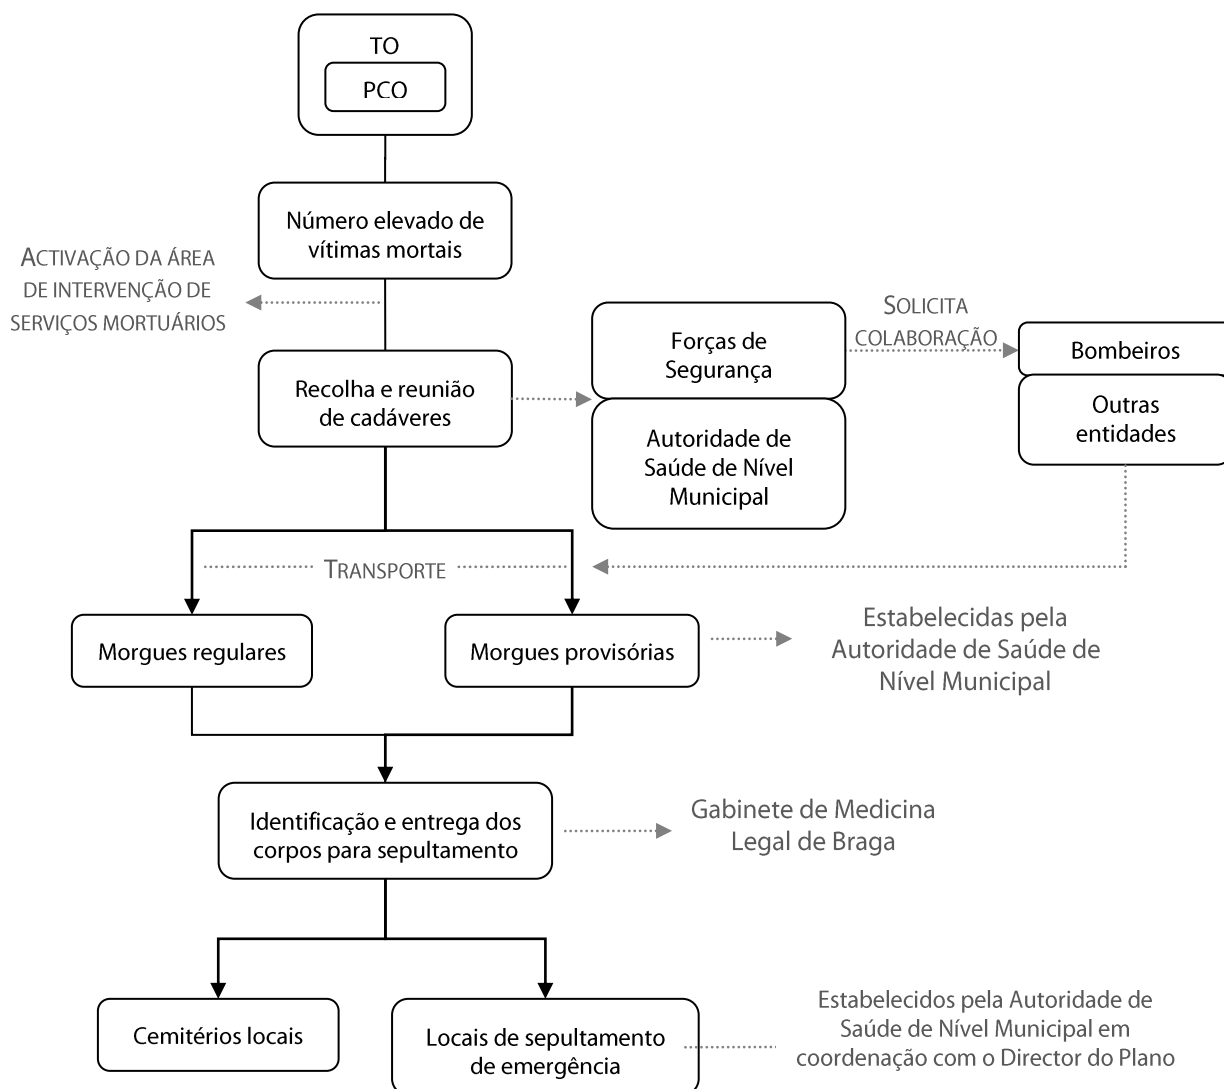 TO
PCO
Número elevado de
vítimas mortais
ACTIVAÇÃO DA ÁREA
DE INTERVENÇÃO DE
SERVIÇOS MORTUÁRIOS
Recolha e reunião
de cadáveres
Forças de
Segurança
Autoridade de
Saúde de Nível
Municipal
SOLICITA
COLABORAÇÃO
Bombeiros
Outras
entidades
TRANSPORTE
Morgues regulares
Morgues provisórias
Estabelecidas pela
Autoridade de Saúde de
Nível Municipal
Identificação e entrega dos
corpos para sepultamento
Gabinete de Medicina
Legal de Braga
Cemitérios locais
Locais de sepultamento
de emergência
Estabelecidos pela Autoridade de
Saúde de Nível Municipal em
coordenação com o Director do Plano